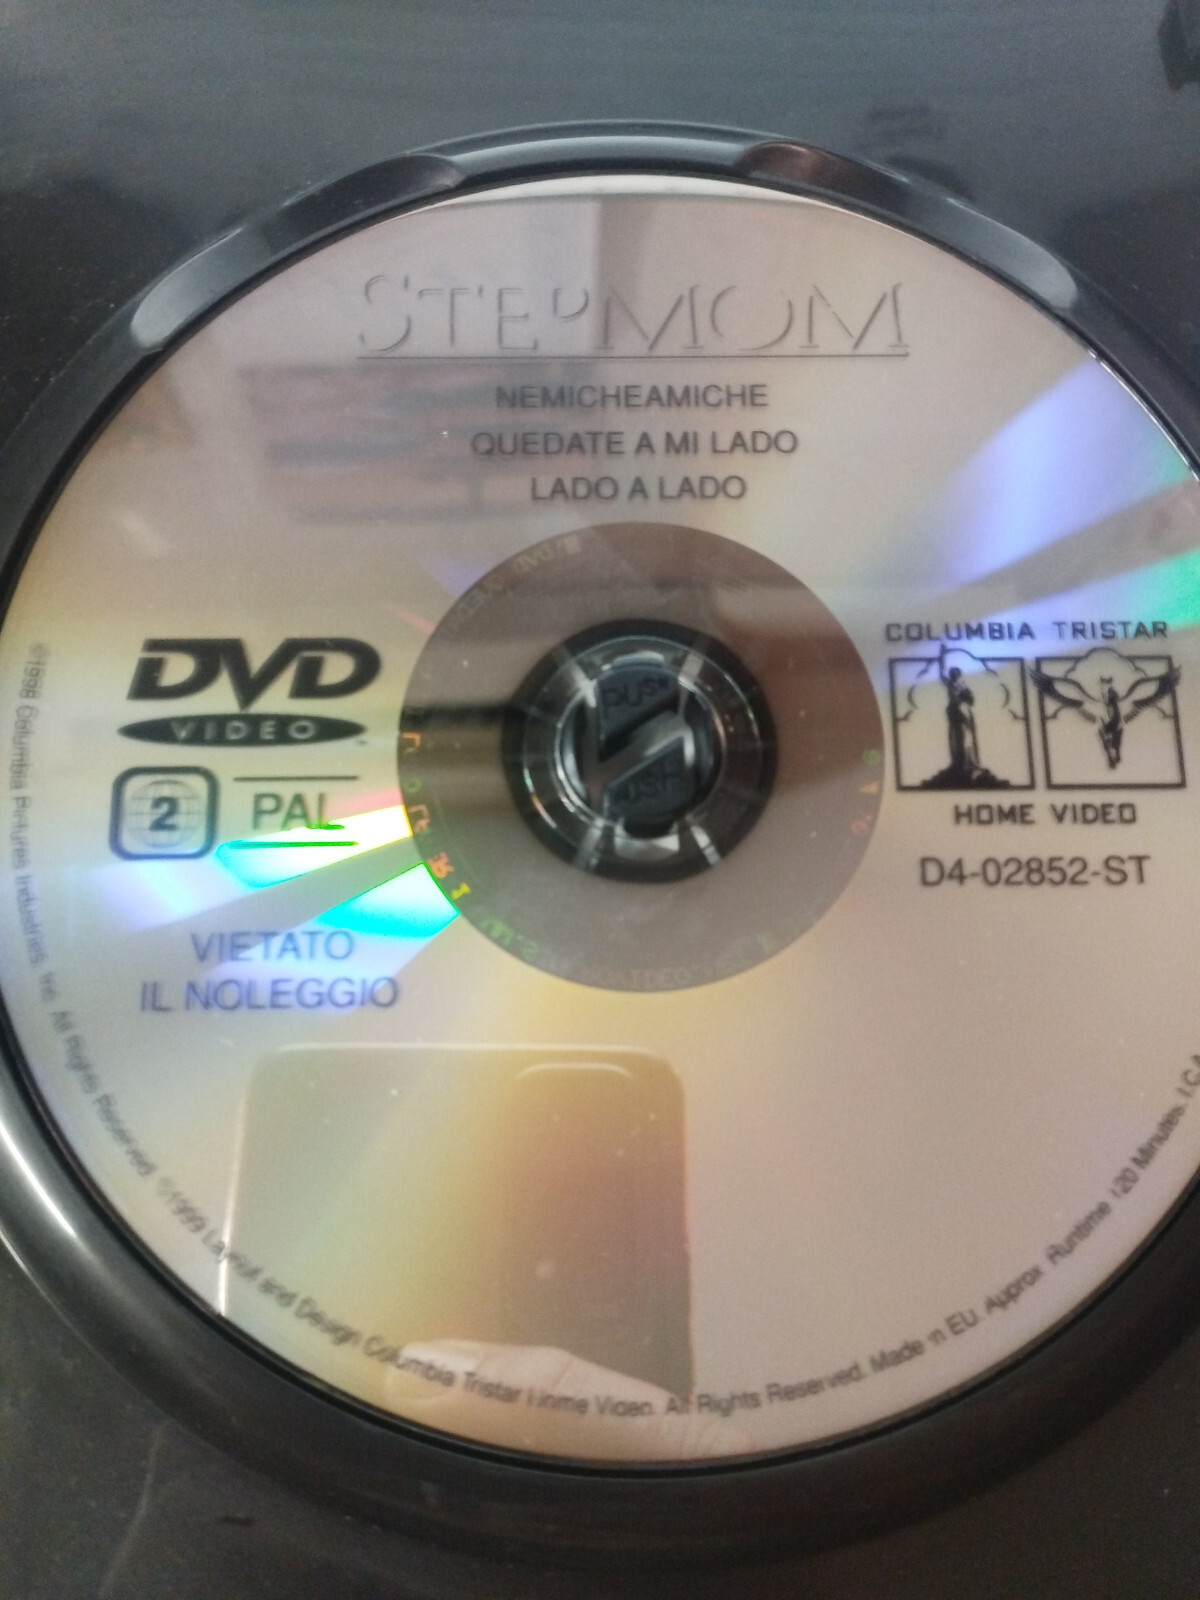 STEPMOM
NEMICHEAMICHE
QUEDATE A MI LADO
LADO A LADO
DVD
VIDEO
2
PAL
VIETATO
IL NOLEGGIO
COLUMBIA TRISTAR
HOME VIDEO
D4-02852-ST
PUSH
PUSH
©1998 Columbia Pictures Industries, Inc. All Rights Reserved. ©1999 Layout and Design Columbia Tristar Home Video. All Rights Reserved. Made in EU. Approx. Runtime 120 Minutes.